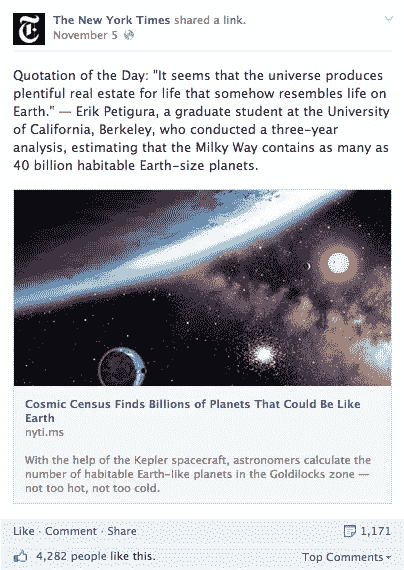 The New York Times shared a link.
November 5
Quotation of the Day: "It seems that the universe produces
plentiful real estate for life that somehow resembles life on
Earth." — Erik Petigura, a graduate student at the University
of California, Berkeley, who conducted a three-year
analysis, estimating that the Milky Way contains as many as
40 billion habitable Earth-size planets.
Cosmic Census Finds Billions of Planets That Could Be Like
Earth
nyti.ms
With the help of the Kepler spacecraft, astronomers calculate the
number of habitable Earth-like planets in the Goldilocks zone —
not too hot, not too cold.
Like · Comment · Share 1,171
4,282 people like this. Top Comments